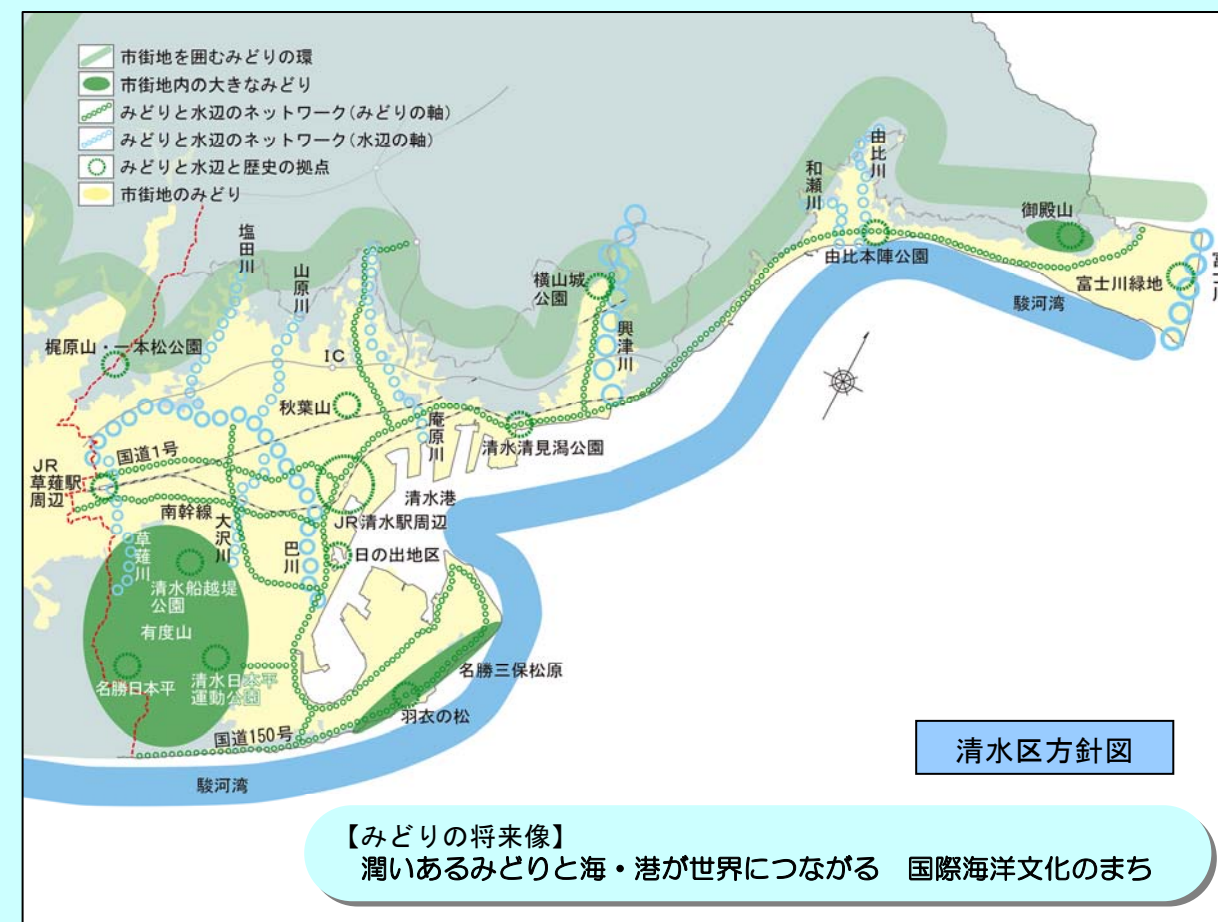 市街地を囲むみどりの環
市街地内の大きなみどり
みどりと水辺のネットワーク(みどりの軸)
みどりと水辺のネットワーク(水辺の軸)
みどりと水辺と歴史の拠点
市街地のみどり
由比川
和瀬川
御殿山
塩田川
山原川
横山城
公園
由比本陣公園
富士川緑地
富士川
駿河湾
興津川
梶原山・一本松公園
IC
秋葉山
庵原川
清水清見潟公園
国道1号
JR
草薙駅
周辺
清水港
南幹線
大沢川
JR清水駅周辺
巴川
日の出地区
草薙川
清水船越堤
公園
有度山
名勝日本平
清水日本平
運動公園
名勝三保松原
羽衣の松
国道150号
駿河湾
清水区方針図
【みどりの将来像】
潤いあるみどりと海・港が世界につながる　国際海洋文化のまち